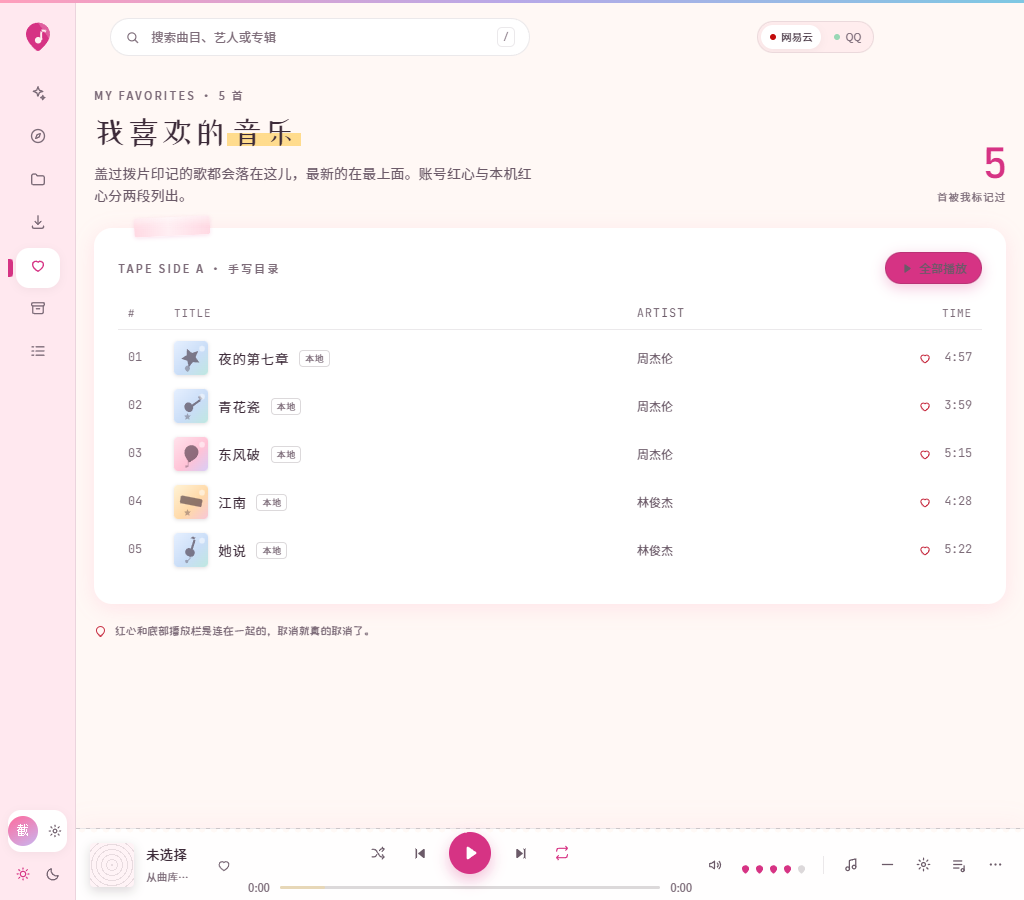 搜索曲目、艺人或专辑 /
网易云 QQ
MY FAVORITES • 5 首
我喜欢的音乐
盖过拨片印记的歌都会落在这儿，最新的在最上面。账号红心与本机红
心分两段列出。
5
首被我标记过
TAPE SIDE A • 手写目录
全部播放
# TITLE ARTIST TIME
01 夜的第七章 本地 周杰伦 4:57
02 青花瓷 本地 周杰伦 3:59
03 东风破 本地 周杰伦 5:15
04 江南 本地 林俊杰 4:28
05 她说 本地 林俊杰 5:22
红心和底部播放栏是连在一起的，取消就真的取消了。
截
未选择
从曲库…
0:00 0:00